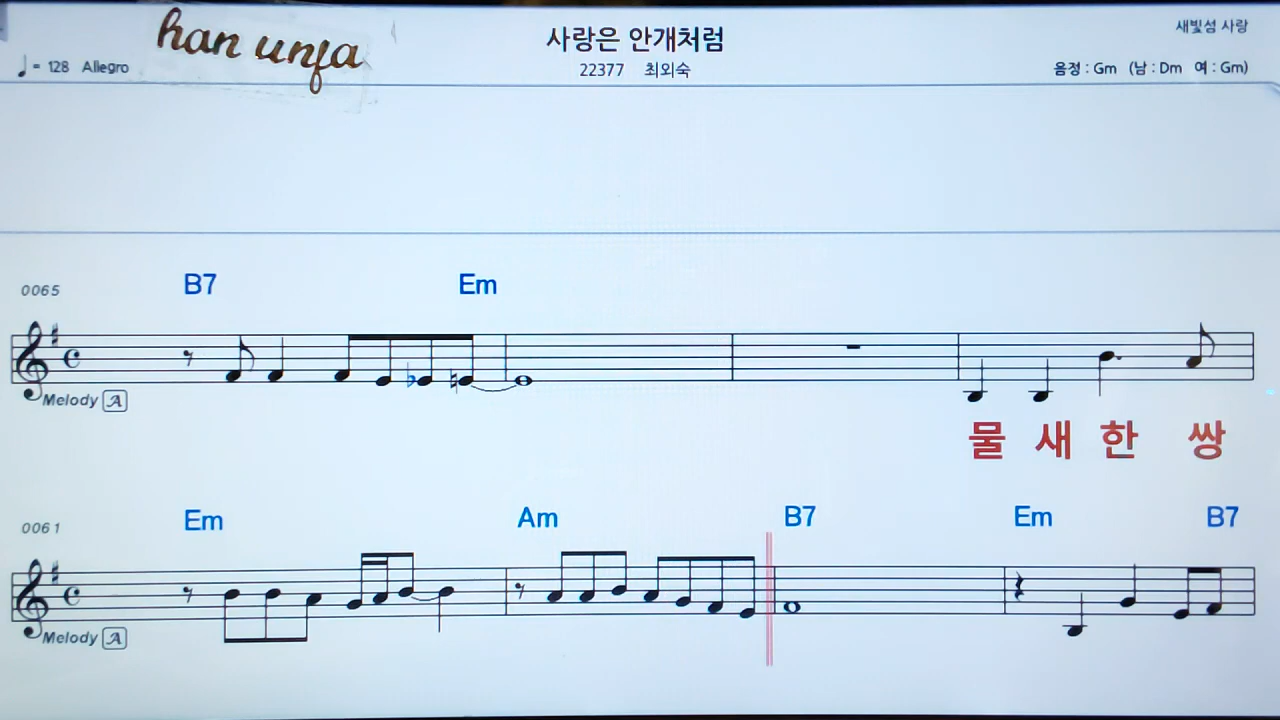 han unfa
사랑은 안개처럼
새빛섬 사랑
♩ = 128 Allegro
22377 최외숙
음정 : Gm (남 : Dm 여 : Gm)
0065
B7 Em
Melody A
물 새 한 쌍
0061
Em Am B7 Em B7
Melody A